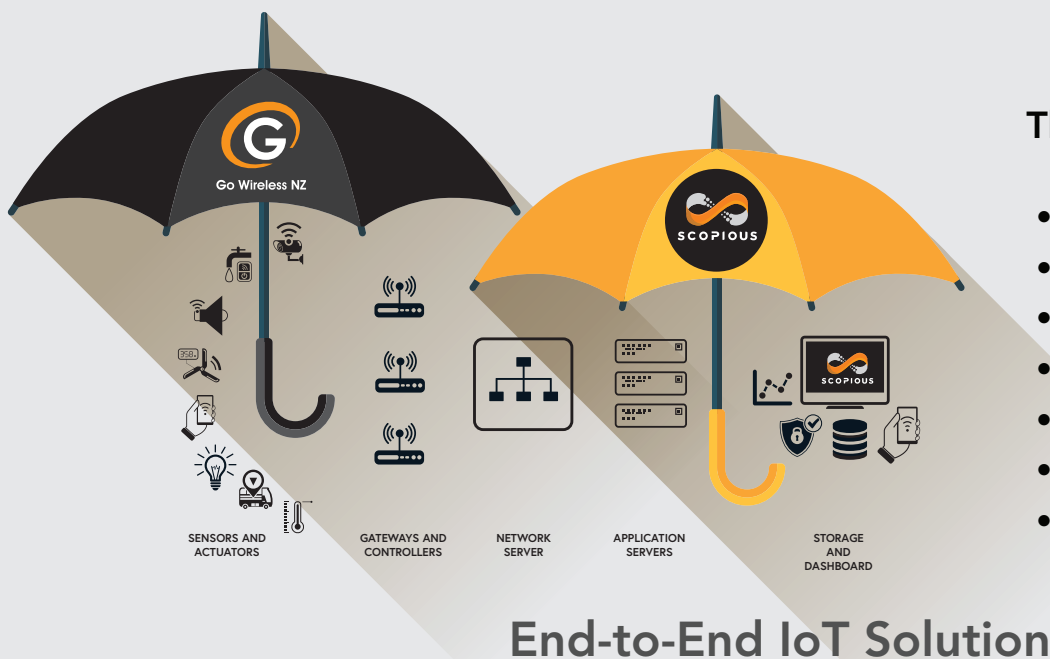 G
Go Wireless NZ
SCOPIOUS
358.
SCOPIOUS
SENSORS AND
ACTUATORS
GATEWAYS AND
CONTROLLERS
NETWORK
SERVER
APPLICATION
SERVERS
STORAGE
AND
DASHBOARD
End-to-End IoT Solution